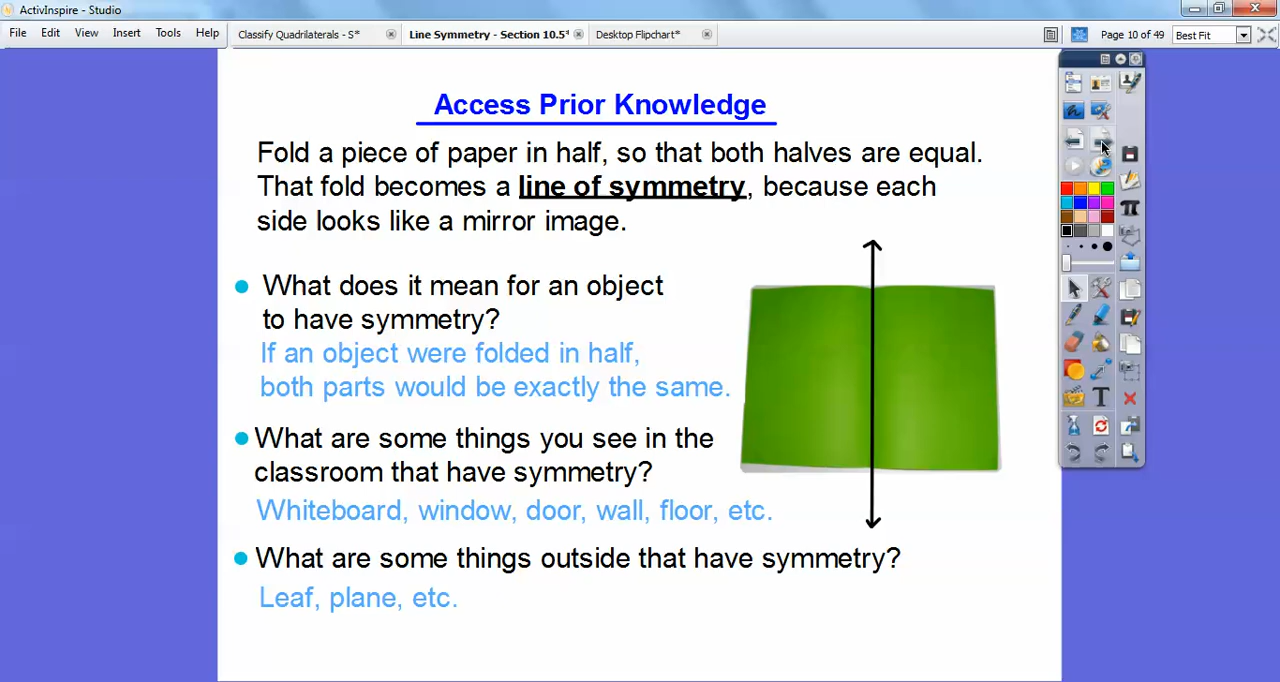 ActivInspire - Studio
File Edit View Insert Tools Help
Classify Quadrilaterals - S* Line Symmetry - Section 10.5* Desktop Flipchart*
Page 10 of 49 Best Fit
Access Prior Knowledge
Fold a piece of paper in half, so that both halves are equal.
That fold becomes a line of symmetry, because each
side looks like a mirror image.
What does it mean for an object
to have symmetry?
If an object were folded in half,
both parts would be exactly the same.
What are some things you see in the
classroom that have symmetry?
Whiteboard, window, door, wall, floor, etc.
What are some things outside that have symmetry?
Leaf, plane, etc.